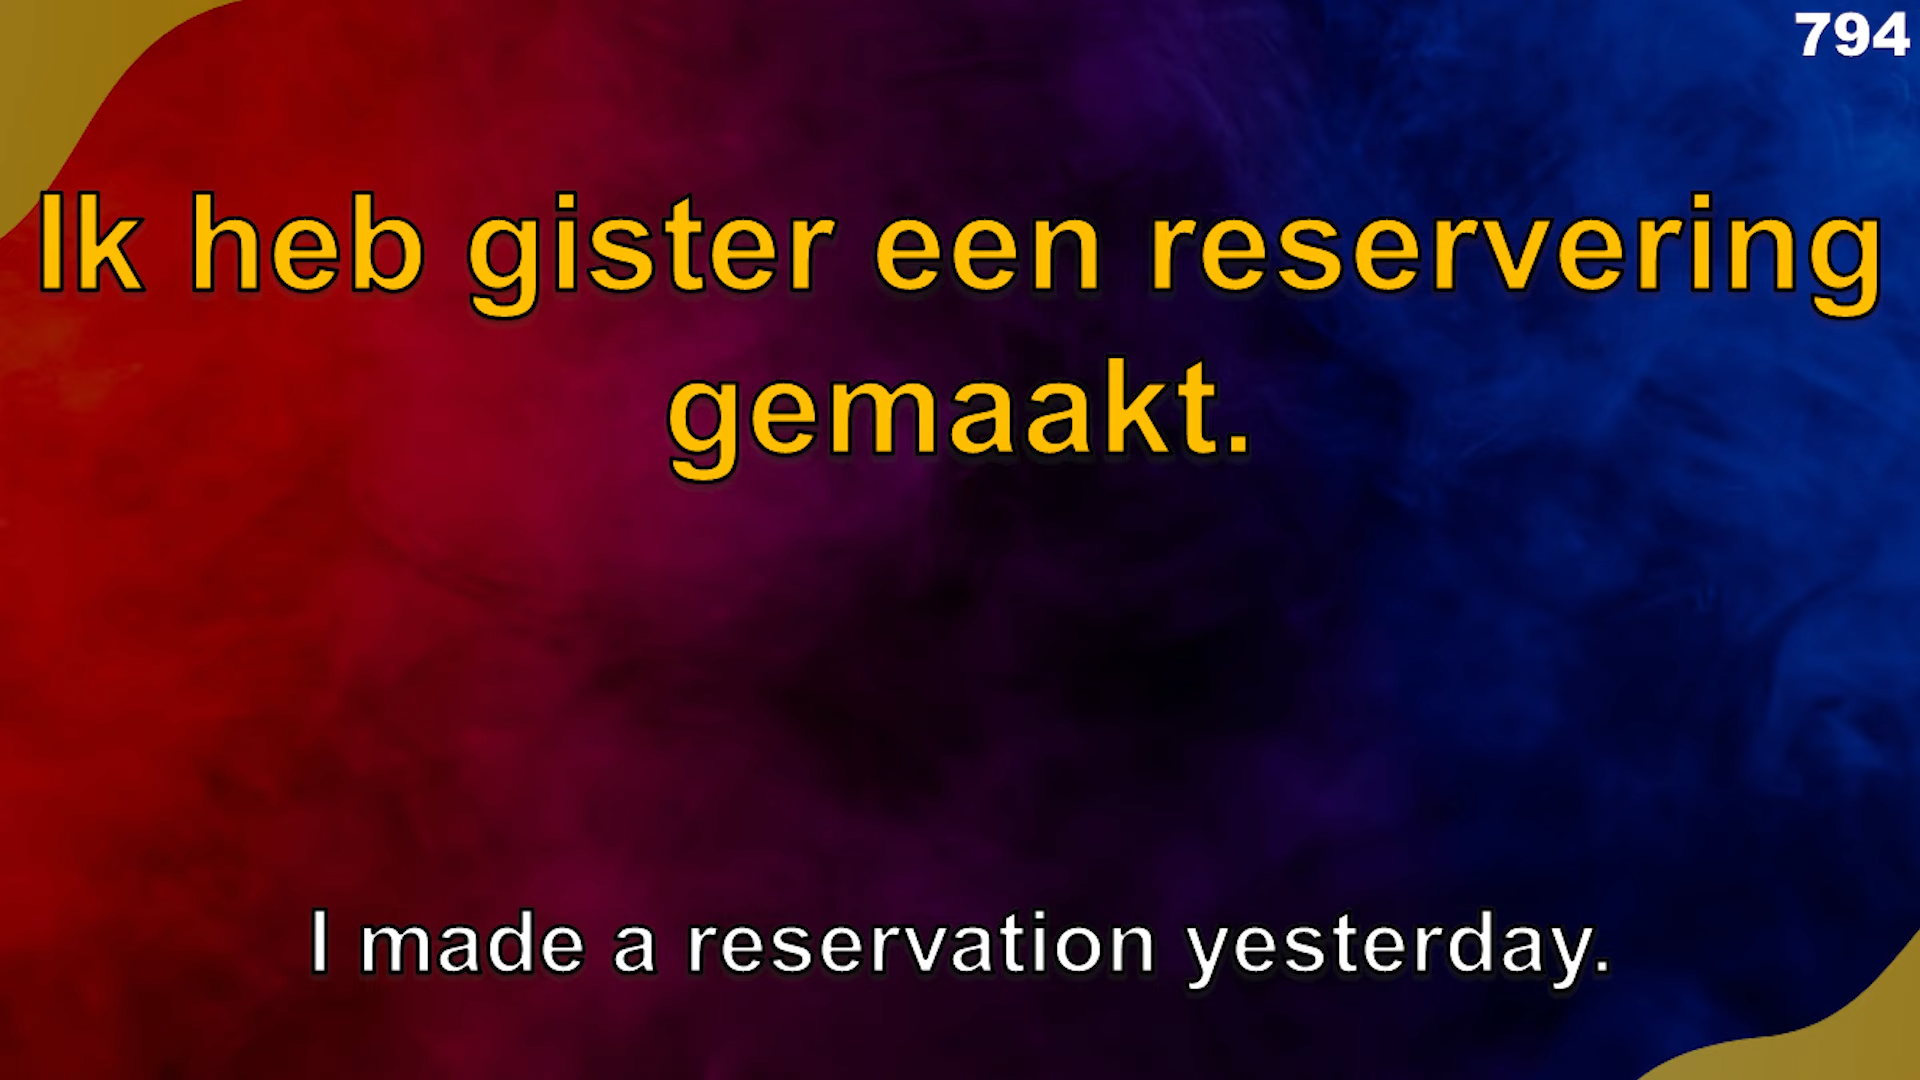 794
Ik heb gister een reservering
gemaakt.
I made a reservation yesterday.